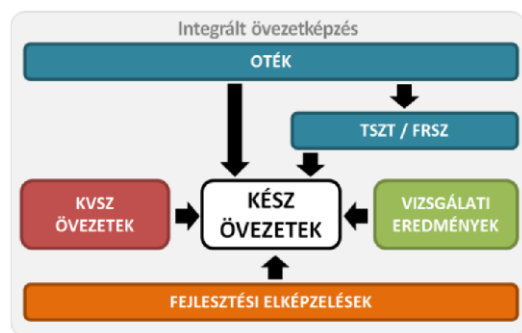 Integrált övezetképzés
OTÉK
TSZT / FRSZ
KVSZ
ÖVEZETEK
KÉSZ
ÖVEZETEK
VIZSGÁLATI
EREDMÉNYEK
FEJLESZTÉSI ELKÉPZELÉSEK